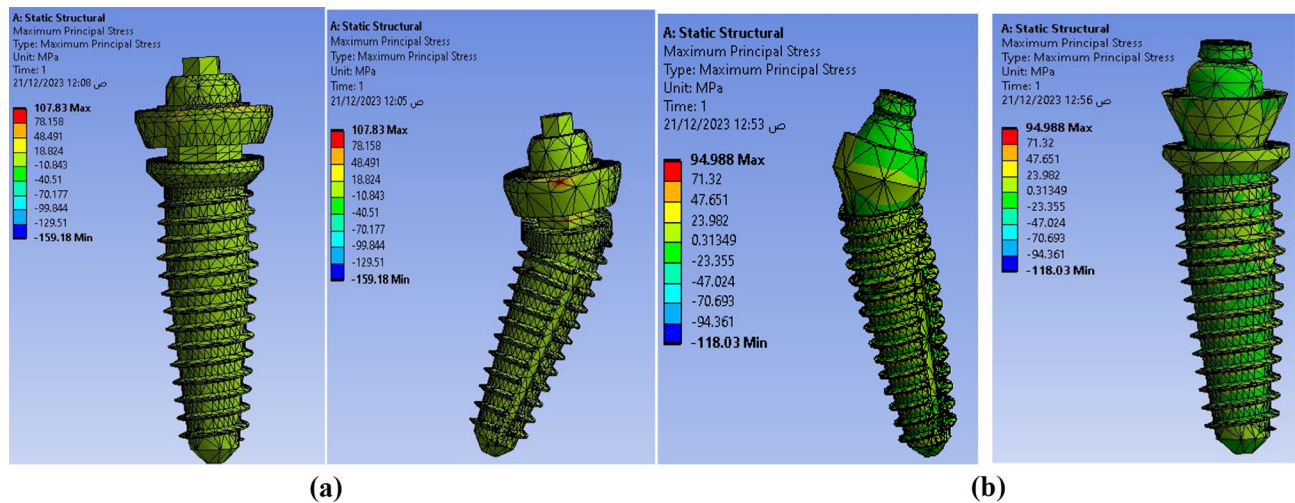 A: Static Structural
Maximum Principal Stress
Type: Maximum Principal Stress
Unit: MPa
Time: 1
21/12/2023 12:08 ص
107.83 Max
78.158
48.491
18.824
-10.843
-40.51
-70.177
-99.844
-129.51
-159.18 Min
A: Static Structural
Maximum Principal Stress
Type: Maximum Principal Stress
Unit: MPa
Time: 1
21/12/2023 12:05 ص
107.83 Max
78.158
48.491
18.824
-10.843
-40.51
-70.177
-99.844
-129.51
-159.18 Min
A: Static Structural
Maximum Principal Stress
Type: Maximum Principal Stress
Unit: MPa
Time: 1
21/12/2023 12:53 ص
94.988 Max
71.32
47.651
23.982
0.31349
-23.355
-47.024
-70.693
-94.361
-118.03 Min
A: Static Structural
Maximum Principal Stress
Type: Maximum Principal Stress
Unit: MPa
Time: 1
21/12/2023 12:56 ص
94.988 Max
71.32
47.651
23.982
0.31349
-23.355
-47.024
-70.693
-94.361
-118.03 Min
(a)
(b)